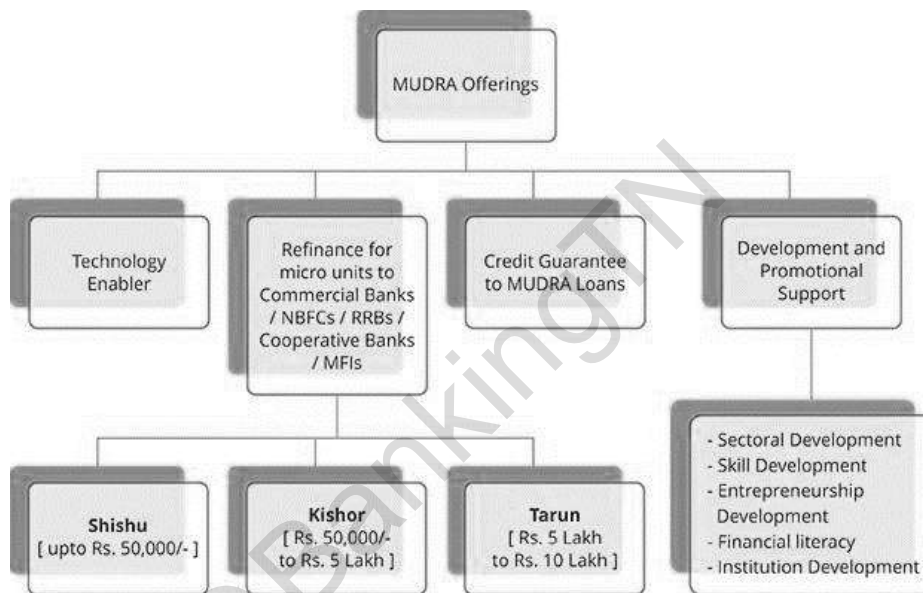 MUDRA Offerings
Technology
Enabler
Refinance for
micro units to
Commercial Banks
/ NBFCs / RRBs /
Cooperative Banks
/ MFIs
Credit Guarantee
to MUDRA Loans
Development and
Promotional
Support
Shishu
[ upto Rs. 50,000/- ]
Kishor
[ Rs. 50,000/-
to Rs. 5 Lakh ]
Tarun
[ Rs. 5 Lakh
to Rs. 10 Lakh ]
- Sectoral Development
- Skill Development
- Entrepreneurship
Development
- Financial literacy
- Institution Development
BankingTN